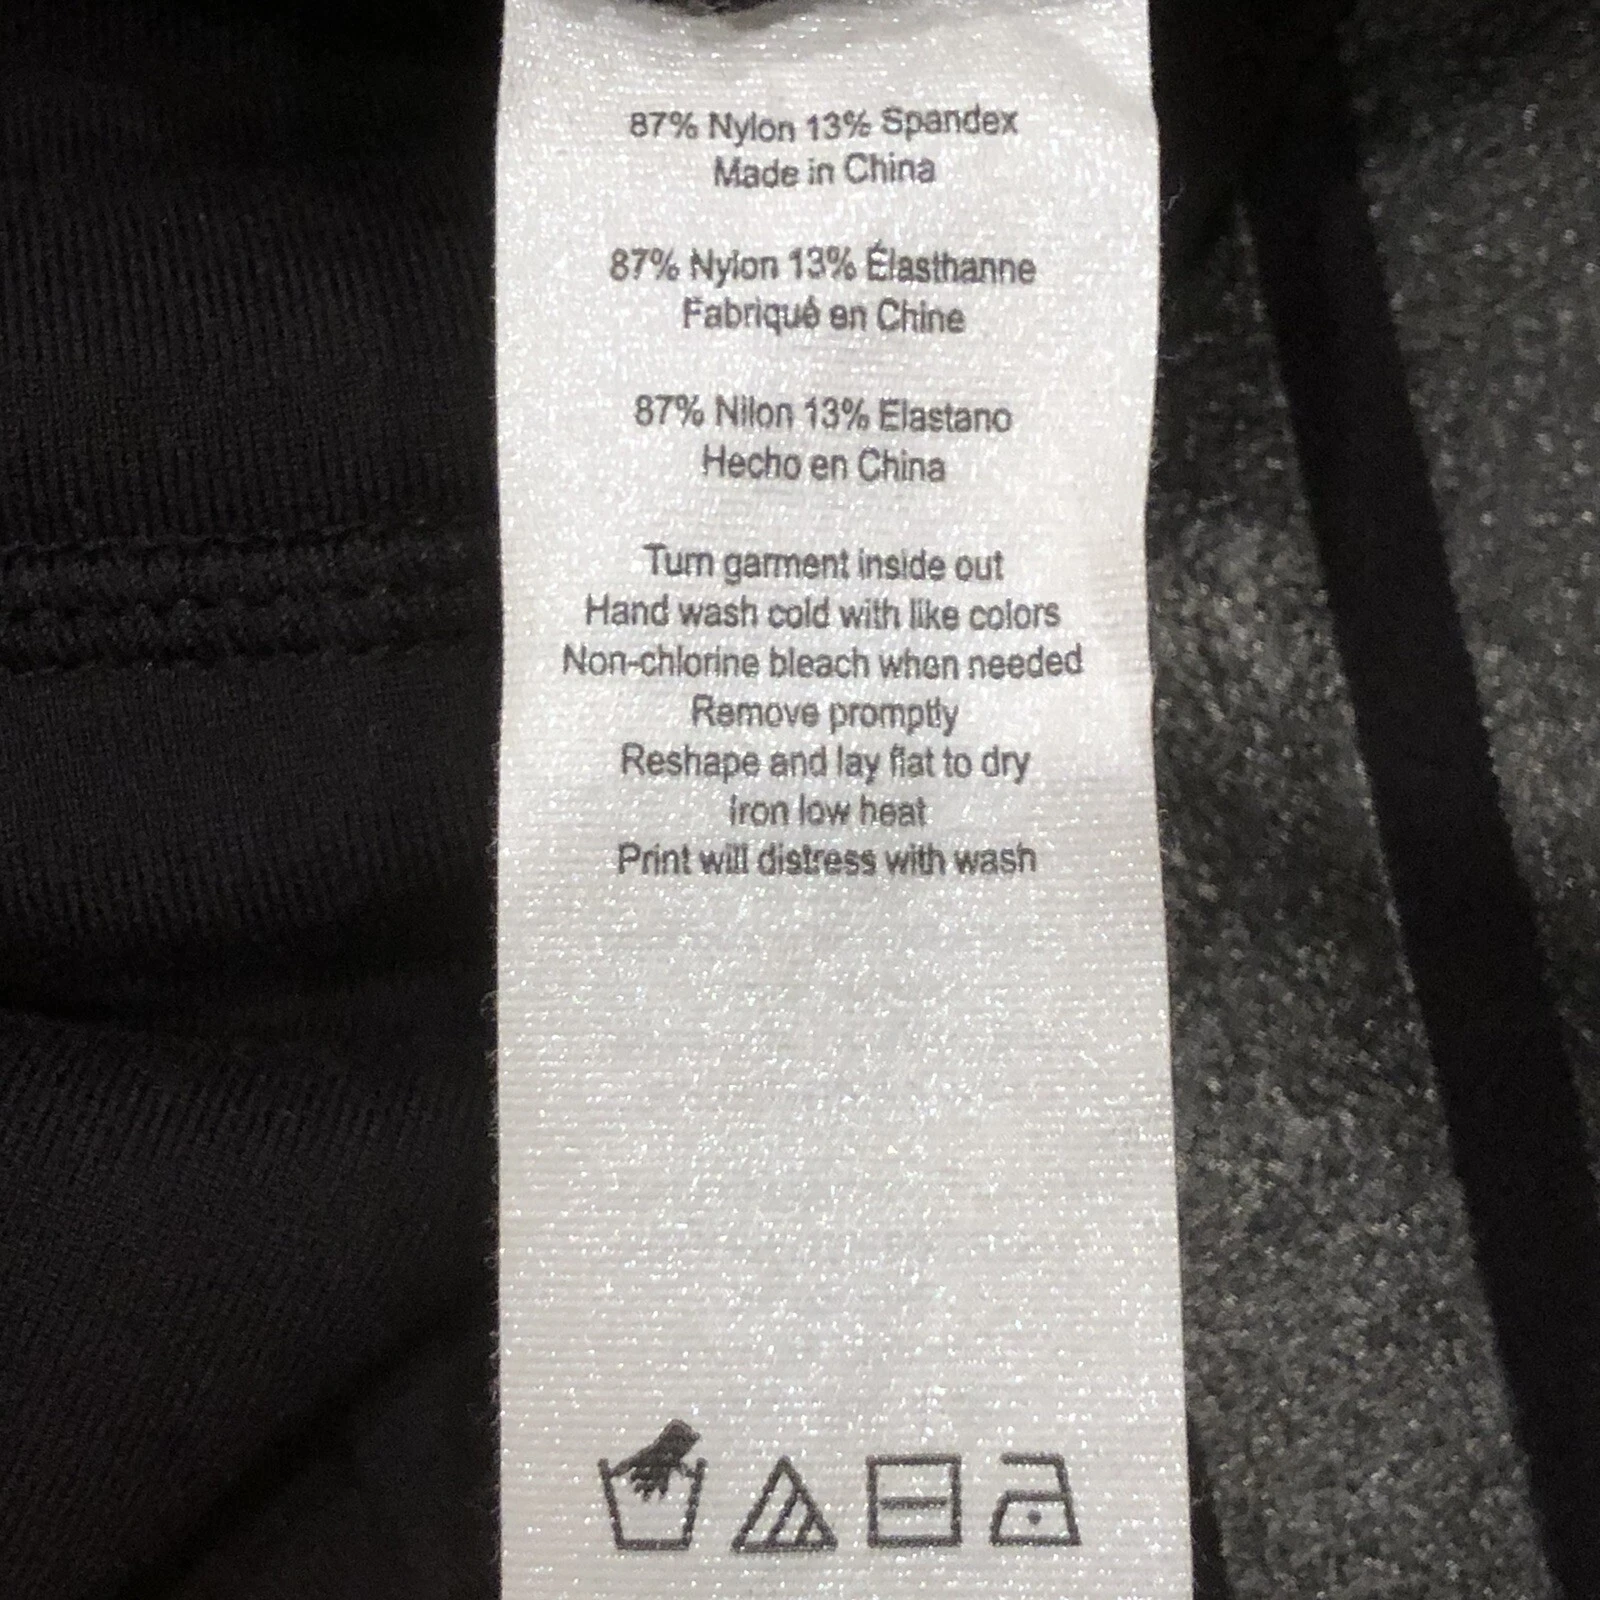 87% Nylon 13% Spandex
Made in China
87% Nylon 13% Élasthanne
Fabriqué en Chine
87% Nilon 13% Elastano
Hecho en China
Turn garment inside out
Hand wash cold with like colors
Non-chlorine bleach when needed
Remove promptly
Reshape and lay flat to dry
Iron low heat
Print will distress with wash